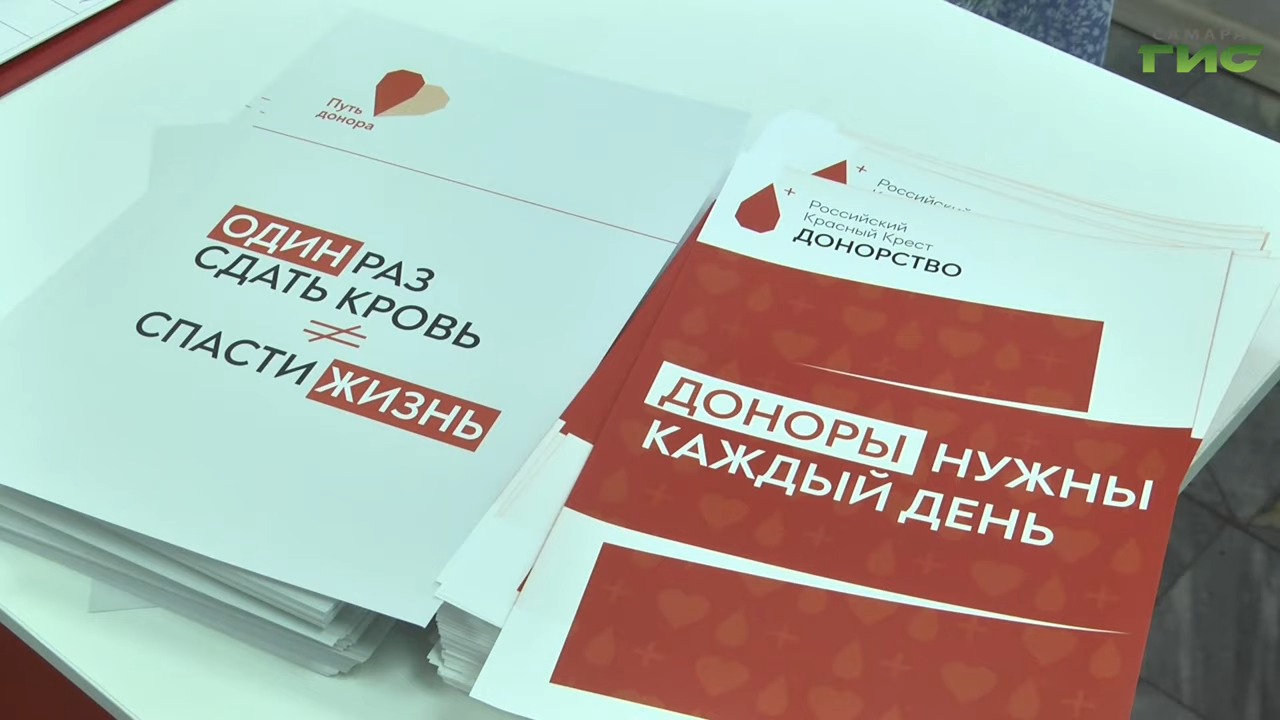 САМАРА
ГИС
Путь
донора
ОДИН РАЗ
СДАТЬ КРОВЬ
≠
СПАСТИ ЖИЗНЬ
Российский
Российский
Красный Крест
ДОНОРСТВО
ДОНОРЫ НУЖНЫ
КАЖДЫЙ ДЕНЬ